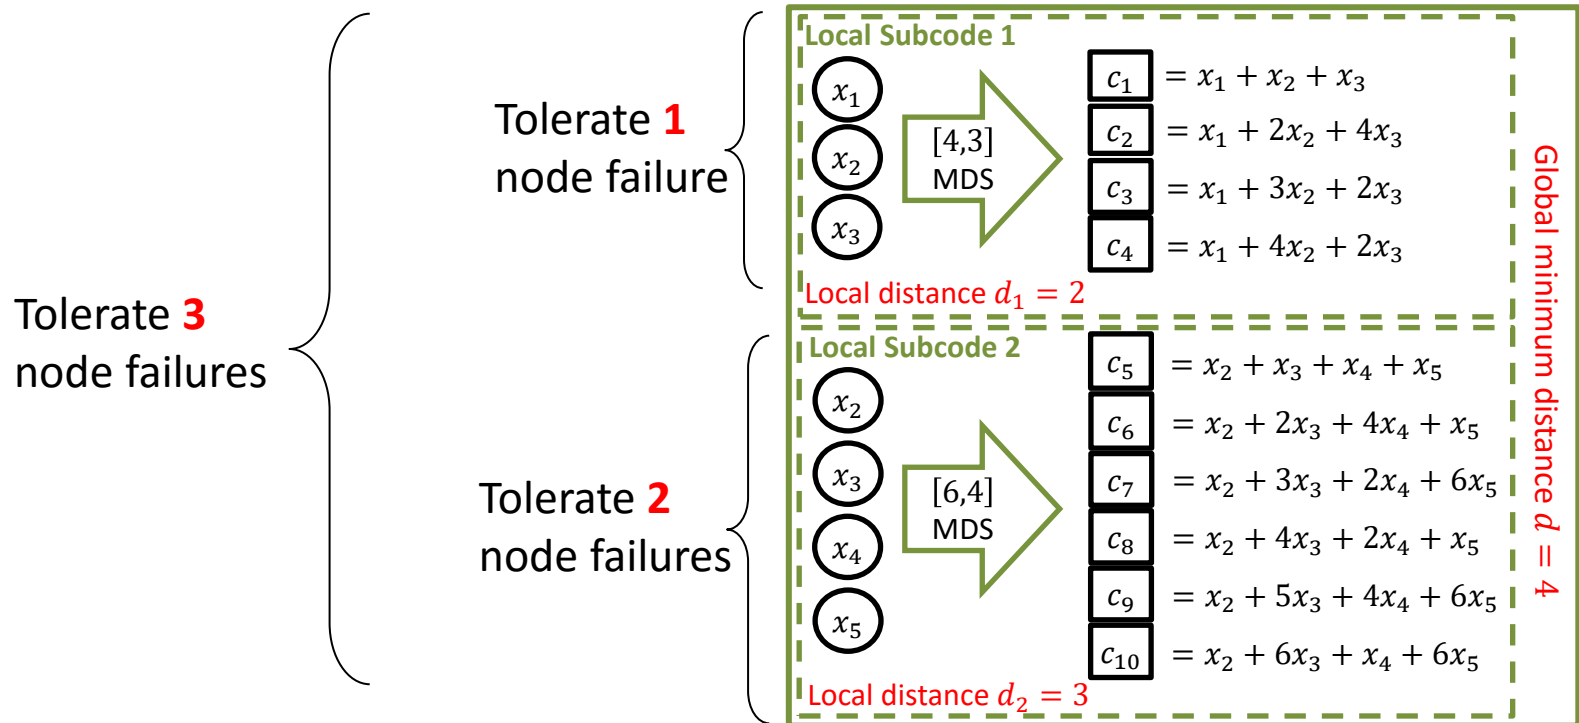 Tolerate 3
node failures
Tolerate 1
node failure
Local Subcode 1
x₁
x₂
x₃
[4,3]
MDS
c₁ = x₁ + x₂ + x₃
c₂ = x₁ + 2x₂ + 4x₃
c₃ = x₁ + 3x₂ + 2x₃
c₄ = x₁ + 4x₂ + 2x₃
Local distance d₁ = 2
Tolerate 2
node failures
Local Subcode 2
x₂
x₃
x₄
x₅
[6,4]
MDS
c₅ = x₂ + x₃ + x₄ + x₅
c₆ = x₂ + 2x₃ + 4x₄ + x₅
c₇ = x₂ + 3x₃ + 2x₄ + 6x₅
c₈ = x₂ + 4x₃ + 2x₄ + x₅
c₉ = x₂ + 5x₃ + 4x₄ + 6x₅
c₁₀ = x₂ + 6x₃ + x₄ + 6x₅
Local distance d₂ = 3
Global minimum distance d = 4